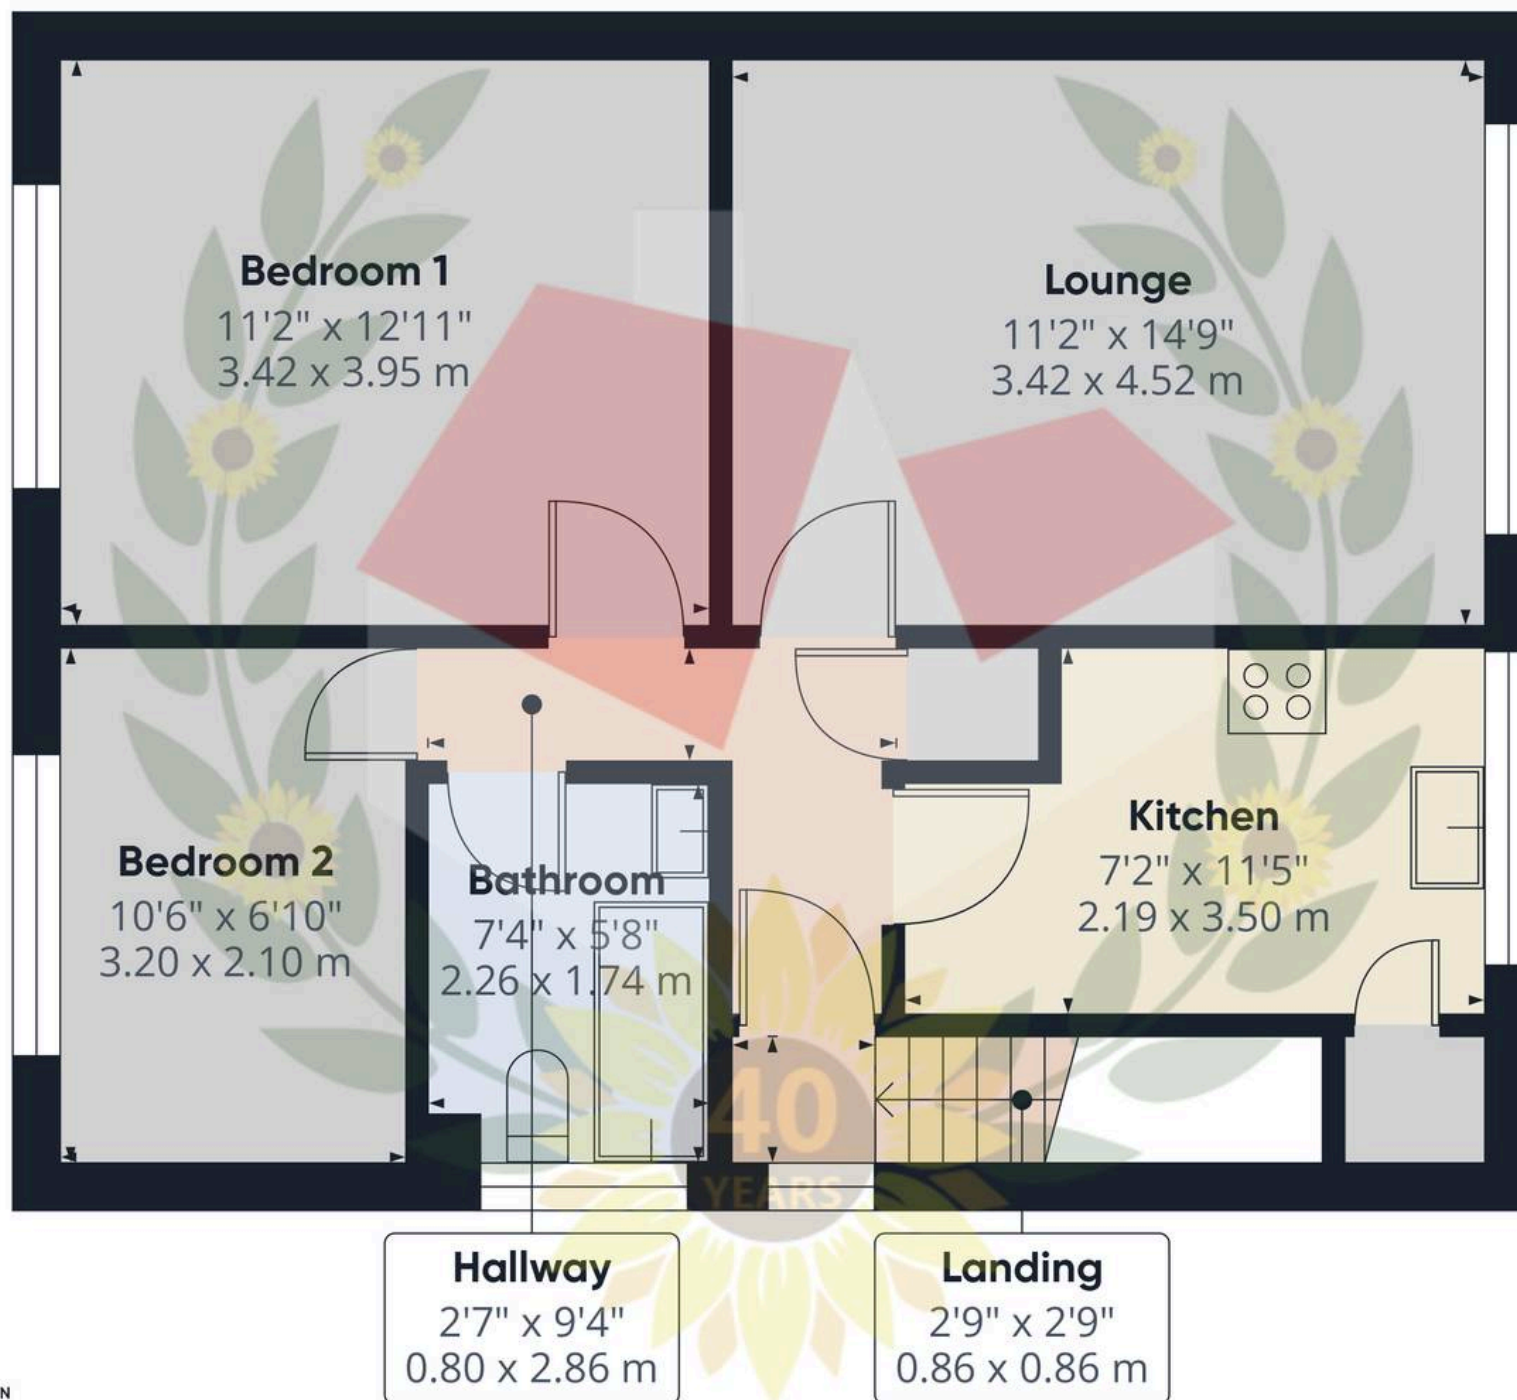 Bedroom 1
11'2" x 12'11"
3.42 x 3.95 m
Lounge
11'2" x 14'9"
3.42 x 4.52 m
Bedroom 2
10'6" x 6'10"
3.20 x 2.10 m
Bathroom
7'4" x 5'8"
2.26 x 1.74 m
Kitchen
7'2" x 11'5"
2.19 x 3.50 m
40
YEARS
Hallway
2'7" x 9'4"
0.80 x 2.86 m
Landing
2'9" x 2'9"
0.86 x 0.86 m
N